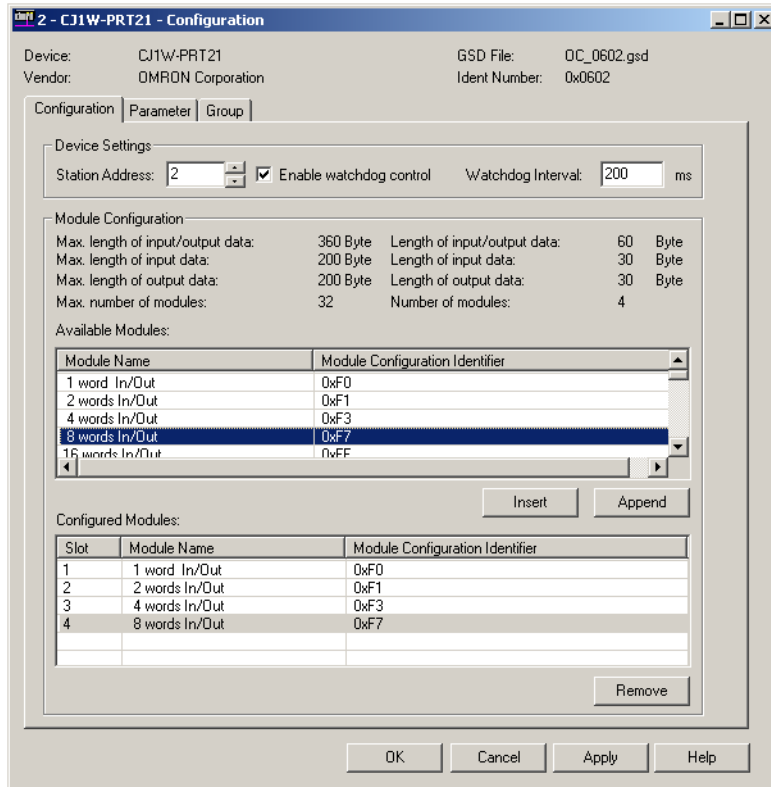 2 - CJ1W-PRT21 - Configuration
Device: CJ1W-PRT21 GSD File: OC_0602.gsd
Vendor: OMRON Corporation Ident Number: 0x0602
Configuration Parameter Group
Device Settings
Station Address: 2 Enable watchdog control Watchdog Interval: 200 ms
Module Configuration
Max. length of input/output data: 360 Byte Length of input/output data: 60 Byte
Max. length of input data: 200 Byte Length of input data: 30 Byte
Max. length of output data: 200 Byte Length of output data: 30 Byte
Max. number of modules: 32 Number of modules: 4
Available Modules:
Module Name Module Configuration Identifier
1 word In/Out 0xF0
2 words In/Out 0xF1
4 words In/Out 0xF3
8 words In/Out 0xF7
16 words In/Out 0xFF
Insert Append
Configured Modules:
Slot Module Name Module Configuration Identifier
1 1 word In/Out 0xF0
2 2 words In/Out 0xF1
3 4 words In/Out 0xF3
4 8 words In/Out 0xF7
Remove
OK Cancel Apply Help